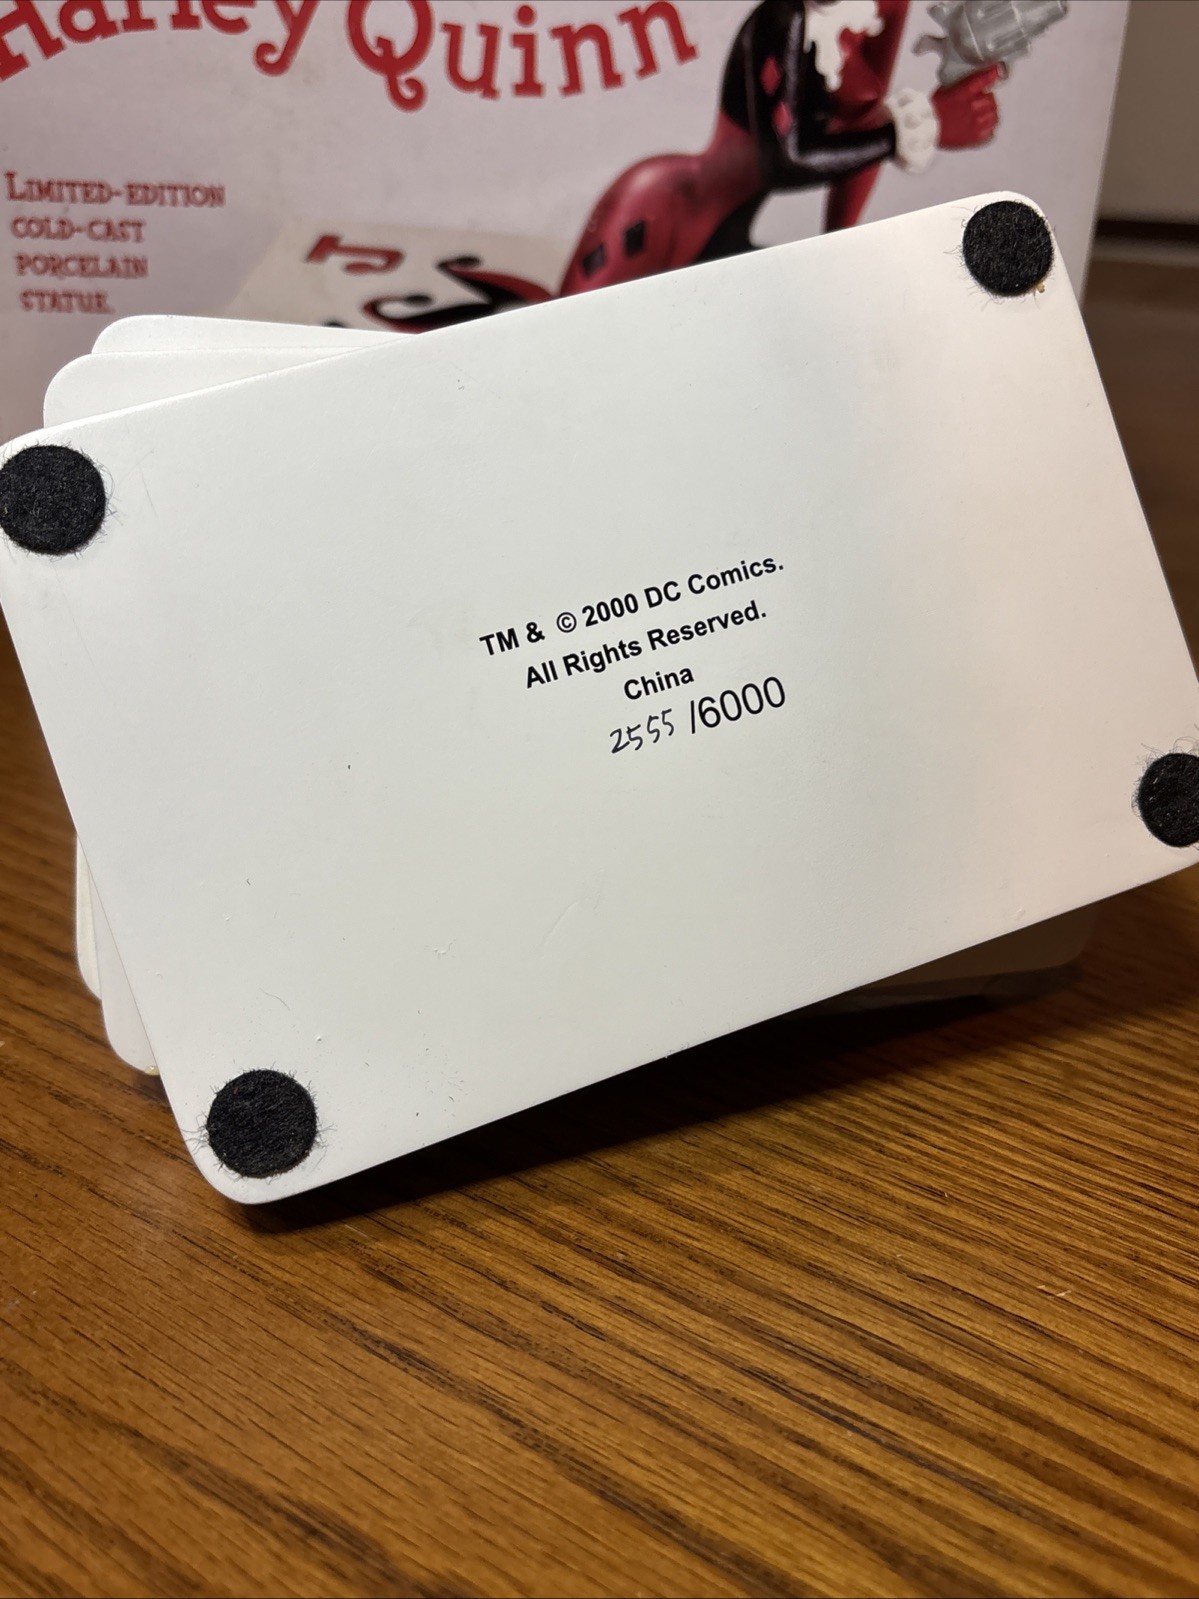 Harley Quinn
LIMITED-EDITION
COLD-CAST
PORCELAIN
STATUE
TM & © 2000 DC Comics.
All Rights Reserved.
China
2555 /6000